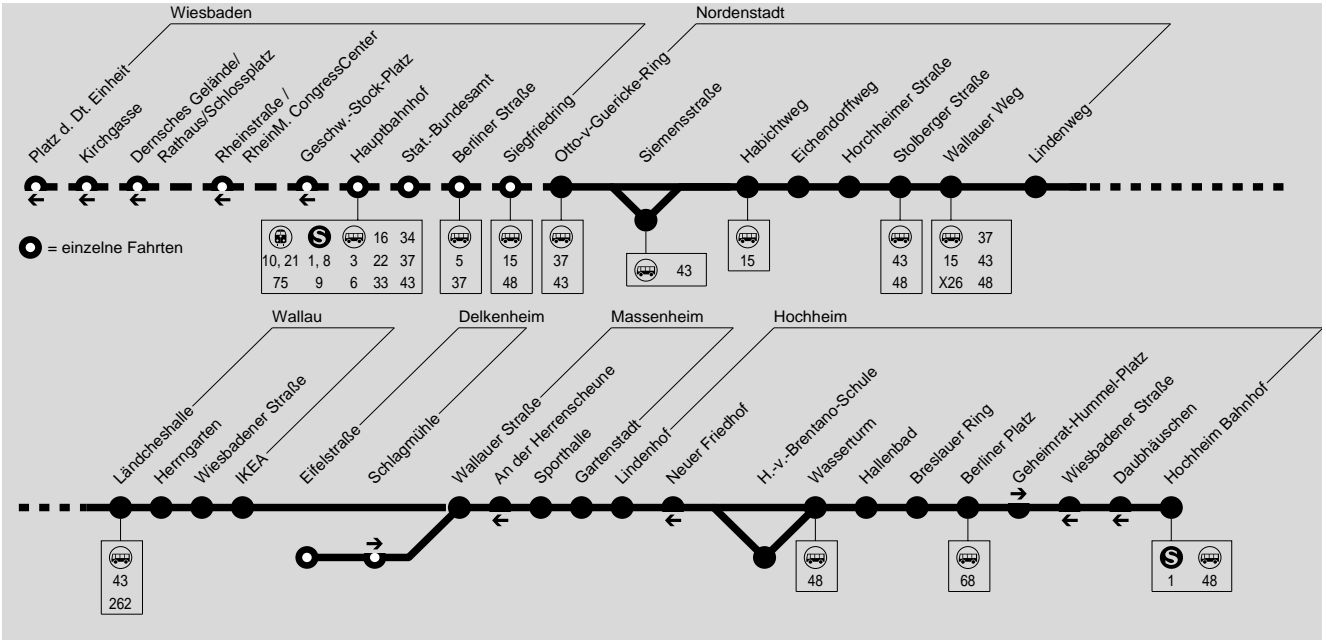 Wiesbaden
Nordenstadt
Platz d. Dt. Einheit
Kirchgasse
Dernsches Gelände/
Rathaus/Schlossplatz
Rheinstraße /
RheinM. CongressCenter
Geschw.-Stock-Platz
Hauptbahnhof
Stat.-Bundesamt
Berliner Straße
Siegfriedring
Otto-v-Guericke-Ring
Siemensstraße
Habichtweg
Eichendorffweg
Horchheimer Straße
Stolberger Straße
Wallauer Weg
Lindenweg
= einzelne Fahrten
S 16 34
10, 21 1, 8 3 22 37
75 9 6 33 43
5
37
15
48
37
43
43
15
43
48
37
15 43
X26 48
Wallau
Delkenheim
Massenheim
Hochheim
Ländcheshalle
Herrngarten
Wiesbadener Straße
IKEA
Eifelstraße
Schlagmühle
Wallauer Straße
An der Herrenscheune
Sporthalle
Gartenstadt
Lindenhof
Neuer Friedhof
H.-v.-Brentano-Schule
Wasserturm
Hallenbad
Breslauer Ring
Berliner Platz
Geheimrat-Hummel-Platz
Wiesbadener Straße
Daubhäuschen
Hochheim Bahnhof
43
262
48
68
S
1 48